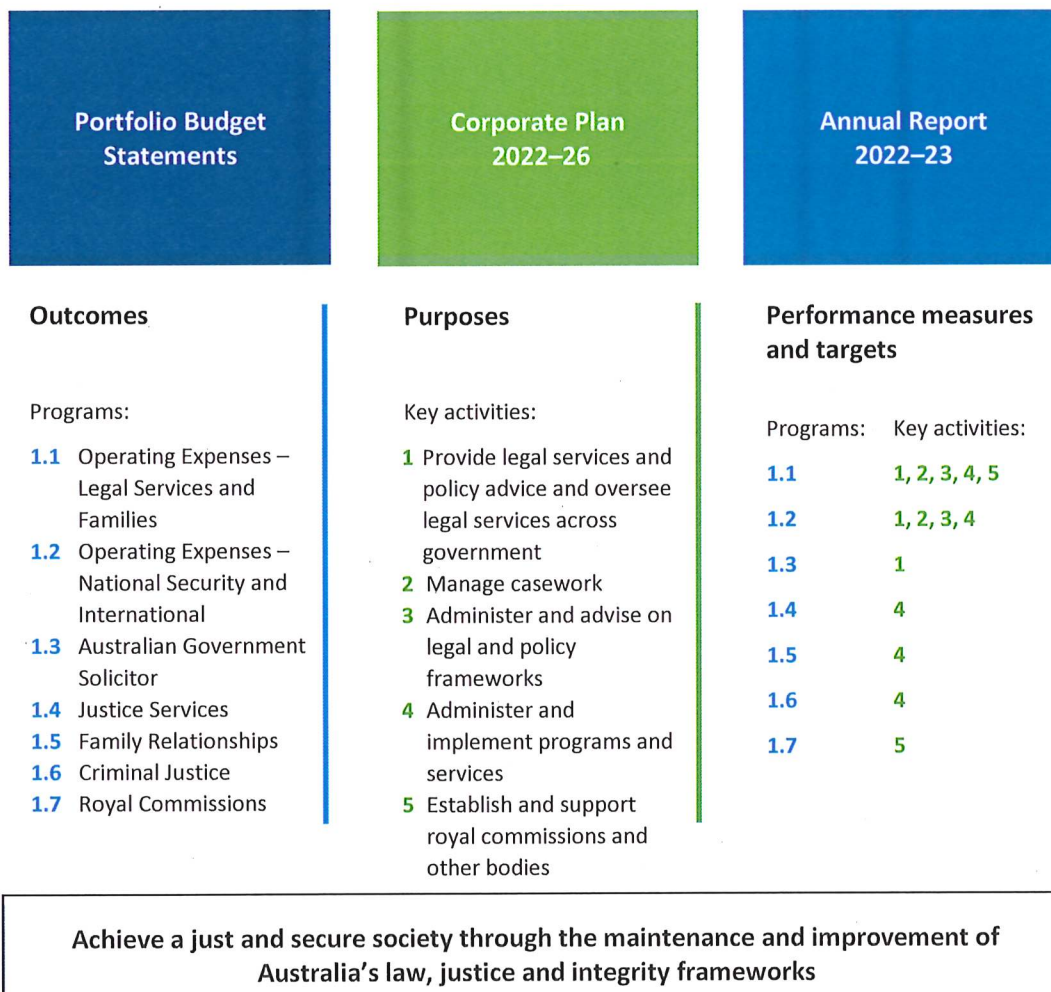 Portfolio Budget
Statements
Corporate Plan
2022–26
Annual Report
2022–23
Outcomes
Programs:
1.1 Operating Expenses –
Legal Services and
Families
1.2 Operating Expenses –
National Security and
International
1.3 Australian Government
Solicitor
1.4 Justice Services
1.5 Family Relationships
1.6 Criminal Justice
1.7 Royal Commissions
Purposes
Key activities:
1 Provide legal services and
policy advice and oversee
legal services across
government
2 Manage casework
3 Administer and advise on
legal and policy
frameworks
4 Administer and
implement programs and
services
5 Establish and support
royal commissions and
other bodies
Performance measures
and targets
Programs: Key activities:
1.1 1, 2, 3, 4, 5
1.2 1, 2, 3, 4
1.3 1
1.4 4
1.5 4
1.6 4
1.7 5
Achieve a just and secure society through the maintenance and improvement of
Australia’s law, justice and integrity frameworks